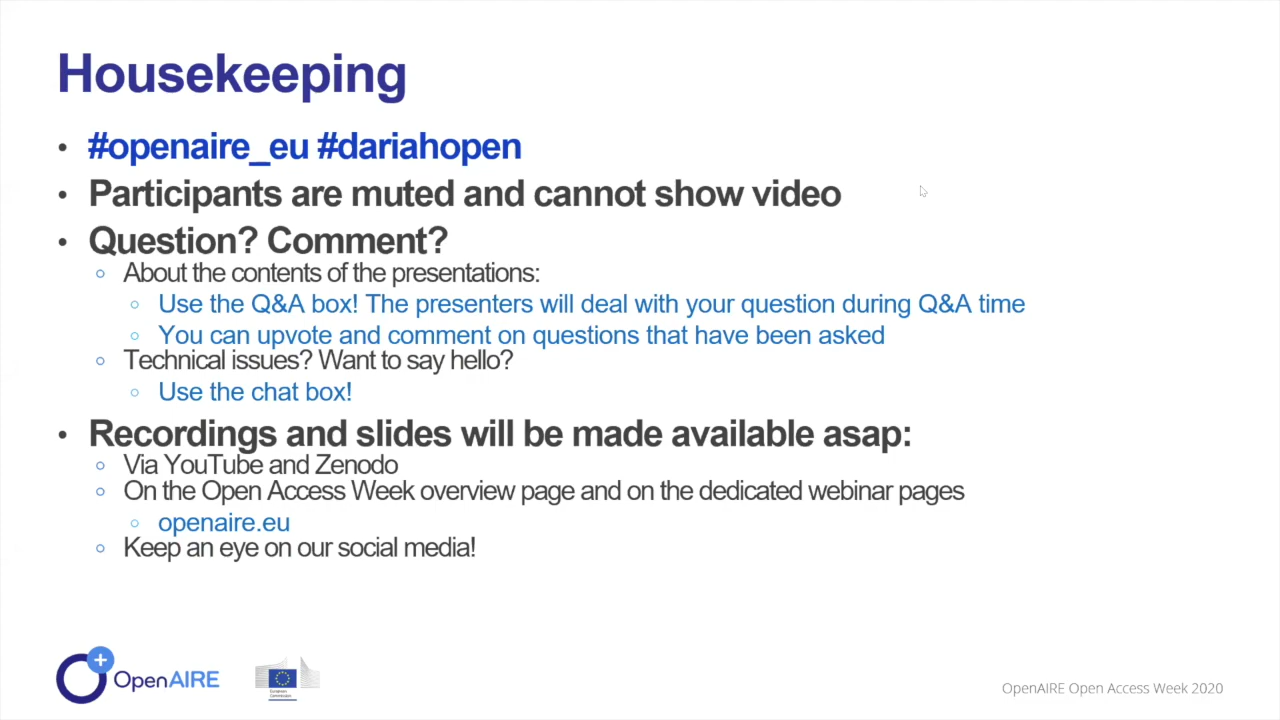 Housekeeping
• #openaire_eu #dariahopen
• Participants are muted and cannot show video
• Question? Comment?
○ About the contents of the presentations:
○ Use the Q&A box! The presenters will deal with your question during Q&A time
○ You can upvote and comment on questions that have been asked
○ Technical issues? Want to say hello?
○ Use the chat box!
• Recordings and slides will be made available asap:
○ Via YouTube and Zenodo
○ On the Open Access Week overview page and on the dedicated webinar pages
○ openaire.eu
○ Keep an eye on our social media!
OpenAIRE
European
Commission
OpenAIRE Open Access Week 2020